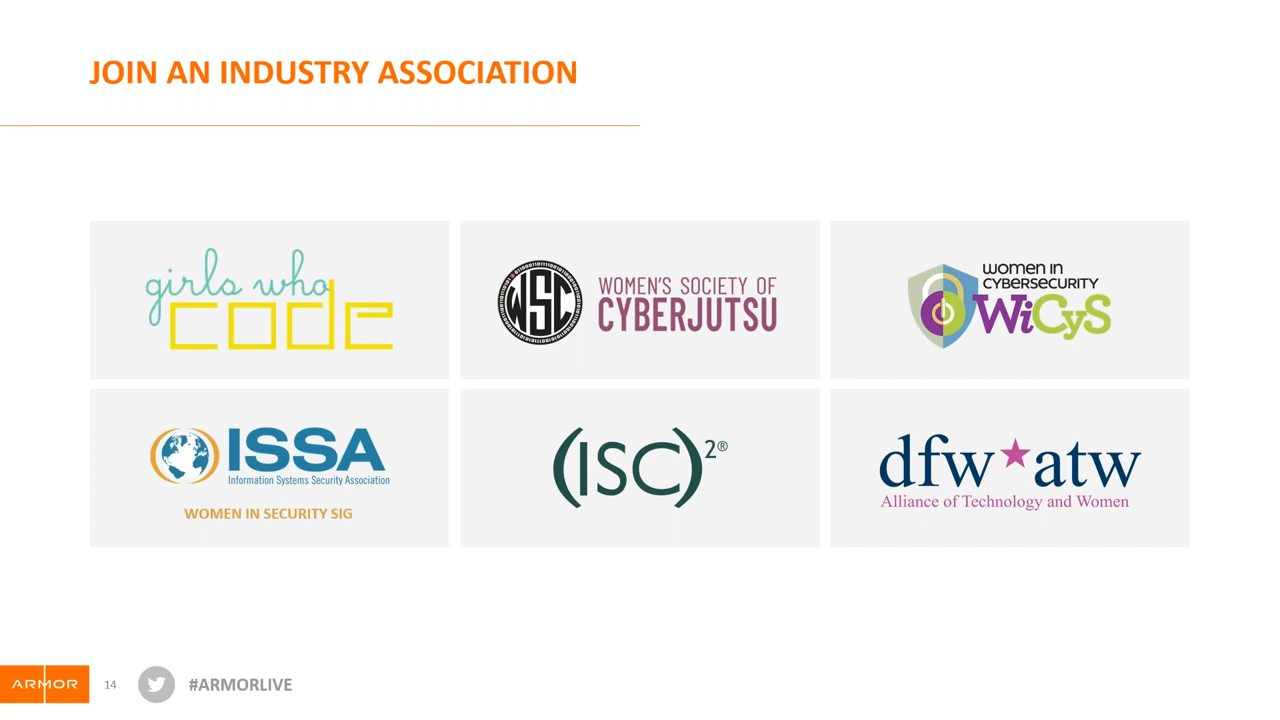 JOIN AN INDUSTRY ASSOCIATION
girls who
code
WSC
WOMEN'S SOCIETY OF
CYBERJUTSU
women in
CYBERSECURITY
WiCyS
ISSA
Information Systems Security Association
WOMEN IN SECURITY SIG
(ISC)2®
dfw★atw
Alliance of Technology and Women
ARMOR
14
#ARMORLIVE